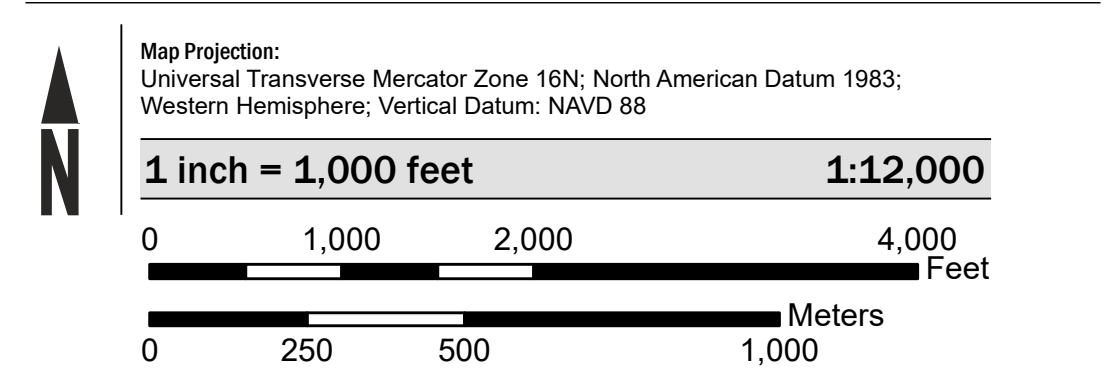 N
Map Projection:
Universal Transverse Mercator Zone 16N; North American Datum 1983;
Western Hemisphere; Vertical Datum: NAVD 88
1 inch = 1,000 feet 1:12,000
0 1,000 2,000 4,000
Feet
Meters
0 250 500 1,000